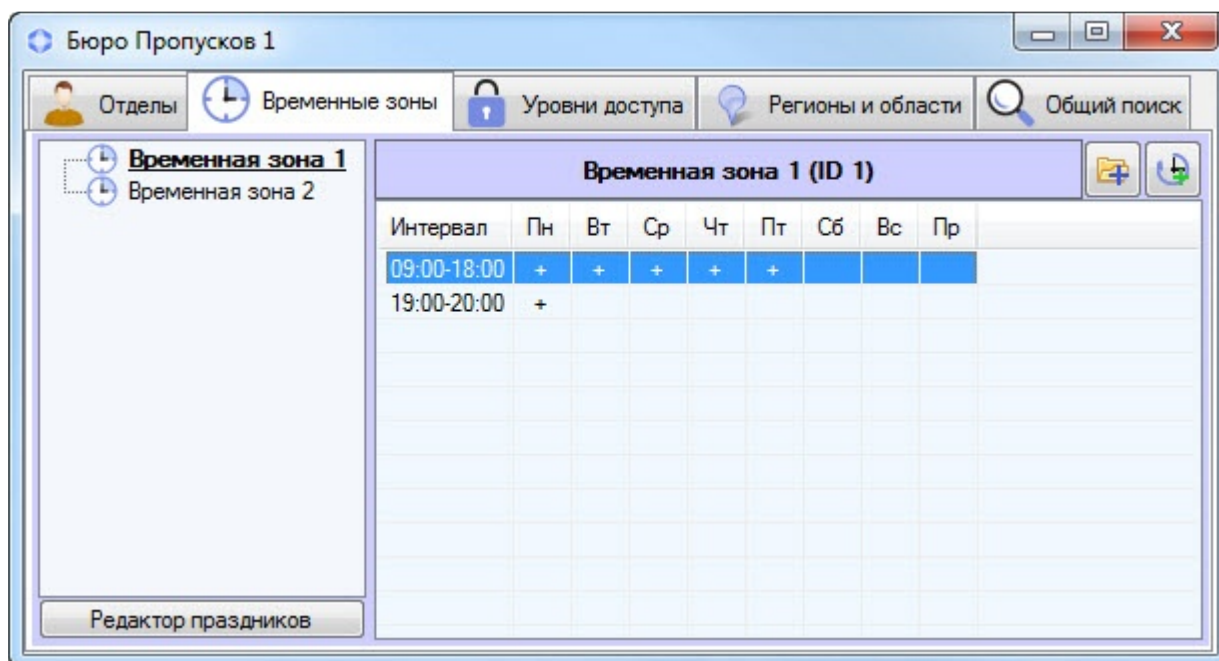 Бюро Пропусков 1
Отделы Временные зоны Уровни доступа Регионы и области Общий поиск
Временная зона 1
Временная зона 2
Временная зона 1 (ID 1)
Интервал Пн Вт Ср Чт Пт Сб Вс Пр
09:00-18:00 + + + + +
19:00-20:00 +
Редактор праздников